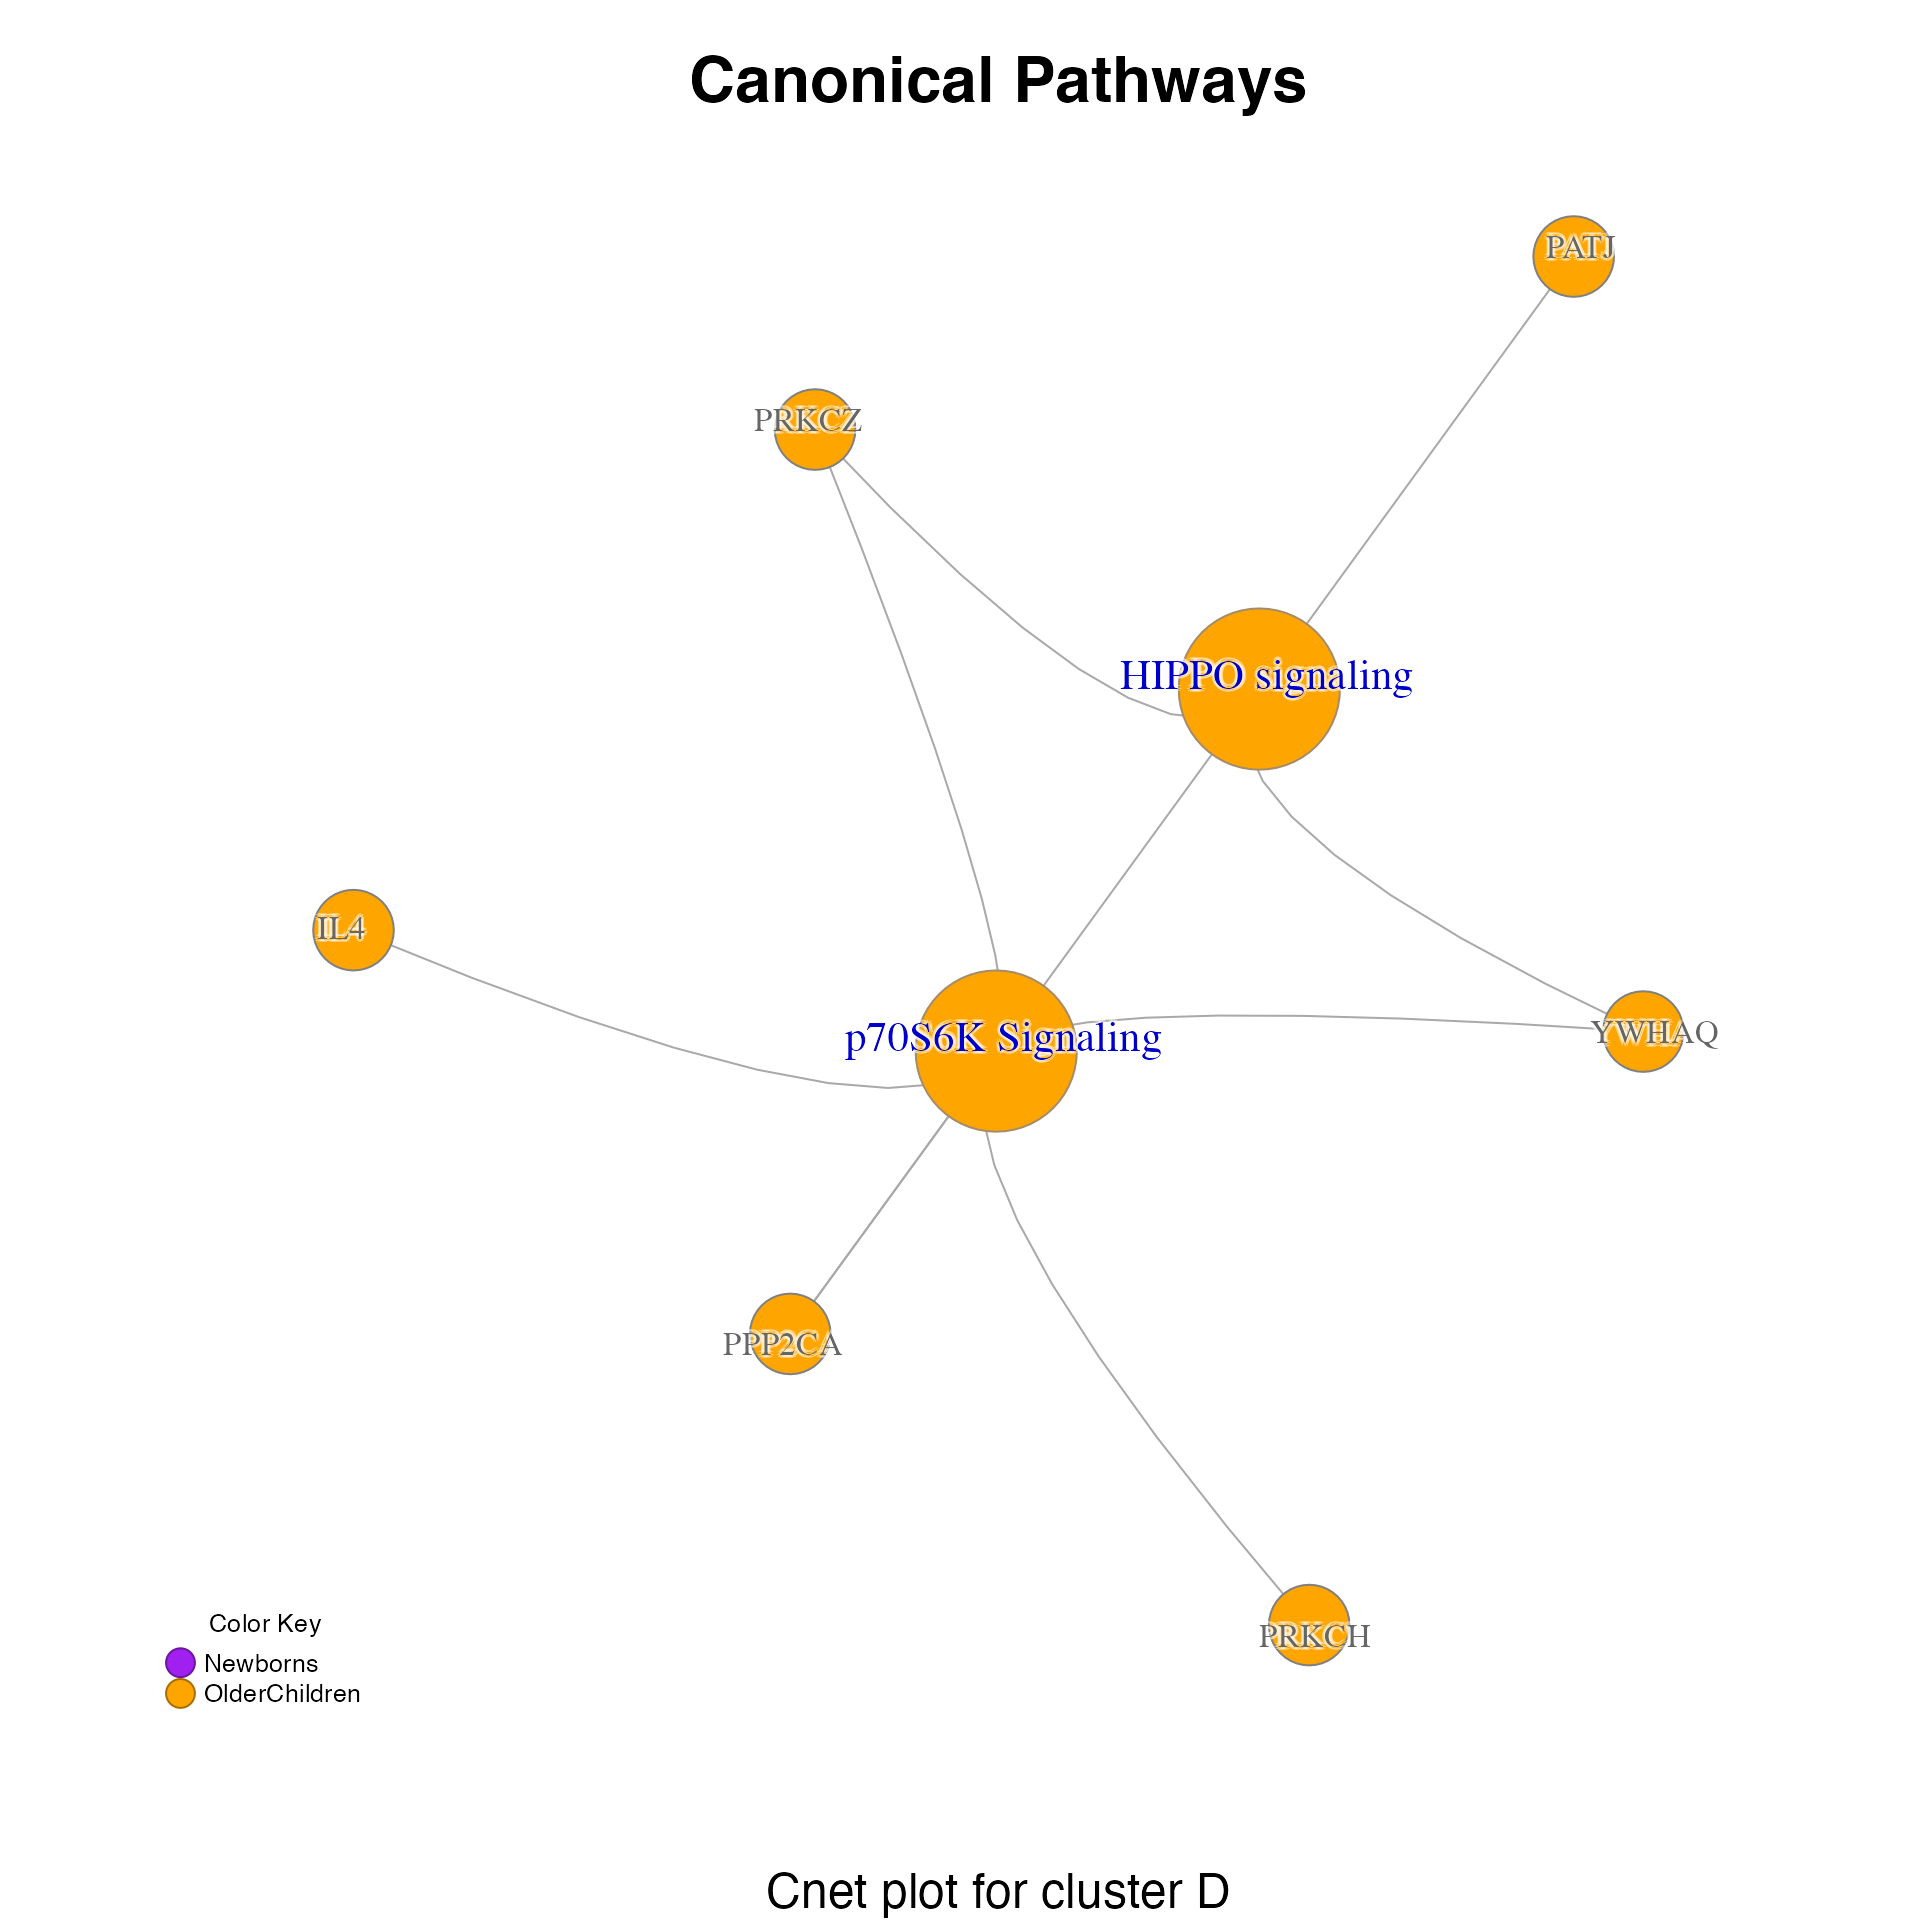 Canonical Pathways
PATJ
PRKCZ
HIPPO signaling
IL4
YWHAQ
p70S6K Signaling
PPP2CA
PRKCH
Color Key
Newborns
OlderChildren
Cnet plot for cluster D